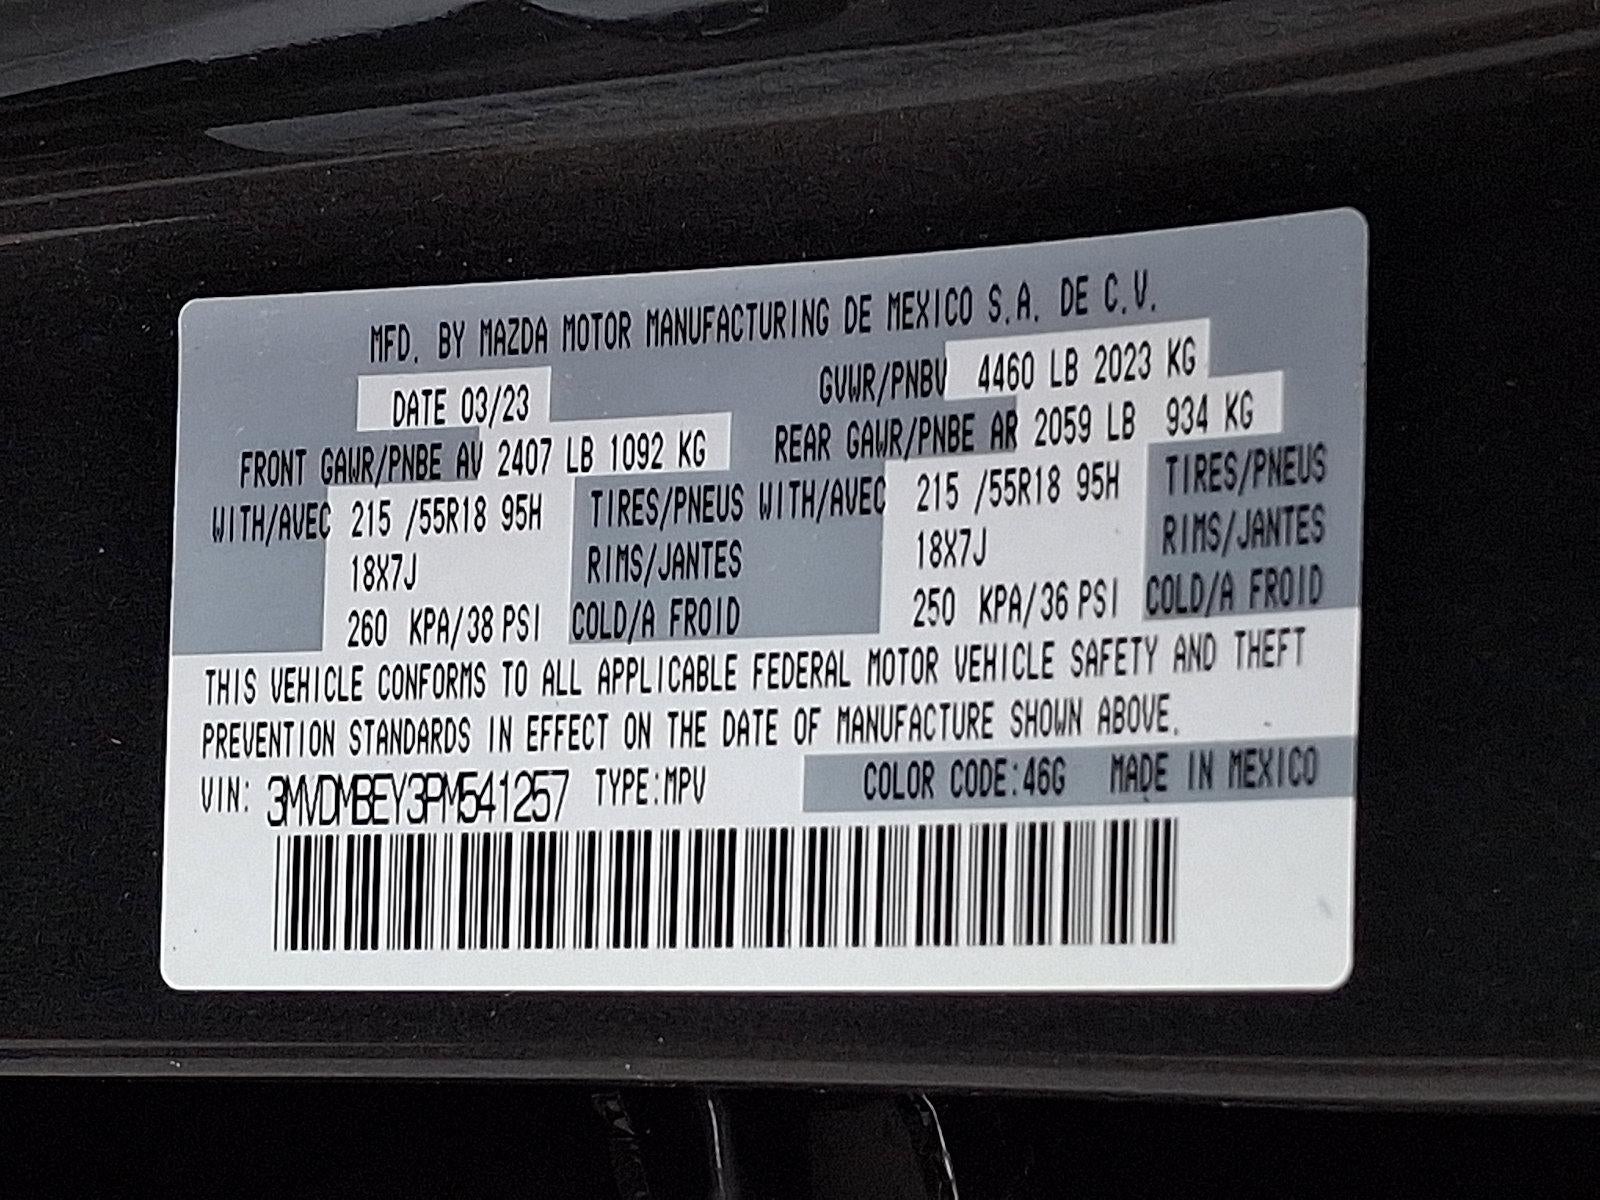 MFD. BY MAZDA MOTOR MANUFACTURING DE MEXICO S.A. DE C.V.
DATE 03/23 GVWR/PNBV 4460 LB 2023 KG
FRONT GAWR/PNBE AV 2407 LB 1092 KG REAR GAWR/PNBE AR 2059 LB 934 KG
WITH/AVEC 215 /55R18 95H TIRES/PNEUS WITH/AVEC 215 /55R18 95H TIRES/PNEUS
18X7J RIMS/JANTES 18X7J RIMS/JANTES
260 KPA/38 PSI COLD/A FROID 250 KPA/36 PSI COLD/A FROID
THIS VEHICLE CONFORMS TO ALL APPLICABLE FEDERAL MOTOR VEHICLE SAFETY AND THEFT
PREVENTION STANDARDS IN EFFECT ON THE DATE OF MANUFACTURE SHOWN ABOVE.
VIN: 3MVDMBEY3PM541257 TYPE:MPV COLOR CODE:46G MADE IN MEXICO